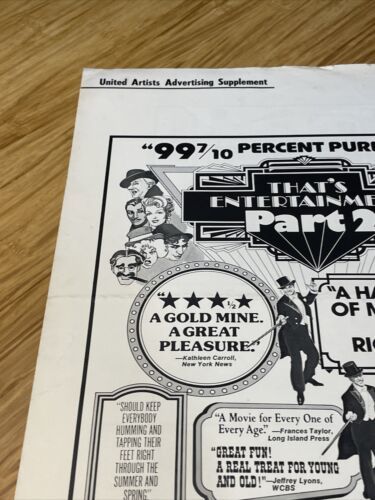 United Artists Advertising Supplement
"99 7/10 PERCENT PUR
THAT'S
ENTERTAINME
Part 2
"★★★½★
A GOLD MINE.
A GREAT
PLEASURE."
—Kathleen Carroll,
New York News
"A HA
OF M
RI
"SHOULD KEEP
EVERYBODY
HUMMING AND
TAPPING THEIR
FEET RIGHT
THROUGH THE
SUMMER AND
SPRING"
"A Movie for Every One of
Every Age." —Frances Taylor,
Long Island Press
"GREAT FUN!
A REAL TREAT FOR YOUNG
AND OLD!" —Jeffrey Lyons,
WCBS